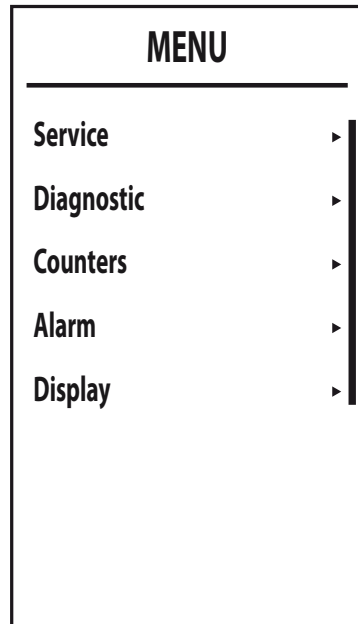 MENU
Service
Diagnostic
Counters
Alarm
Display